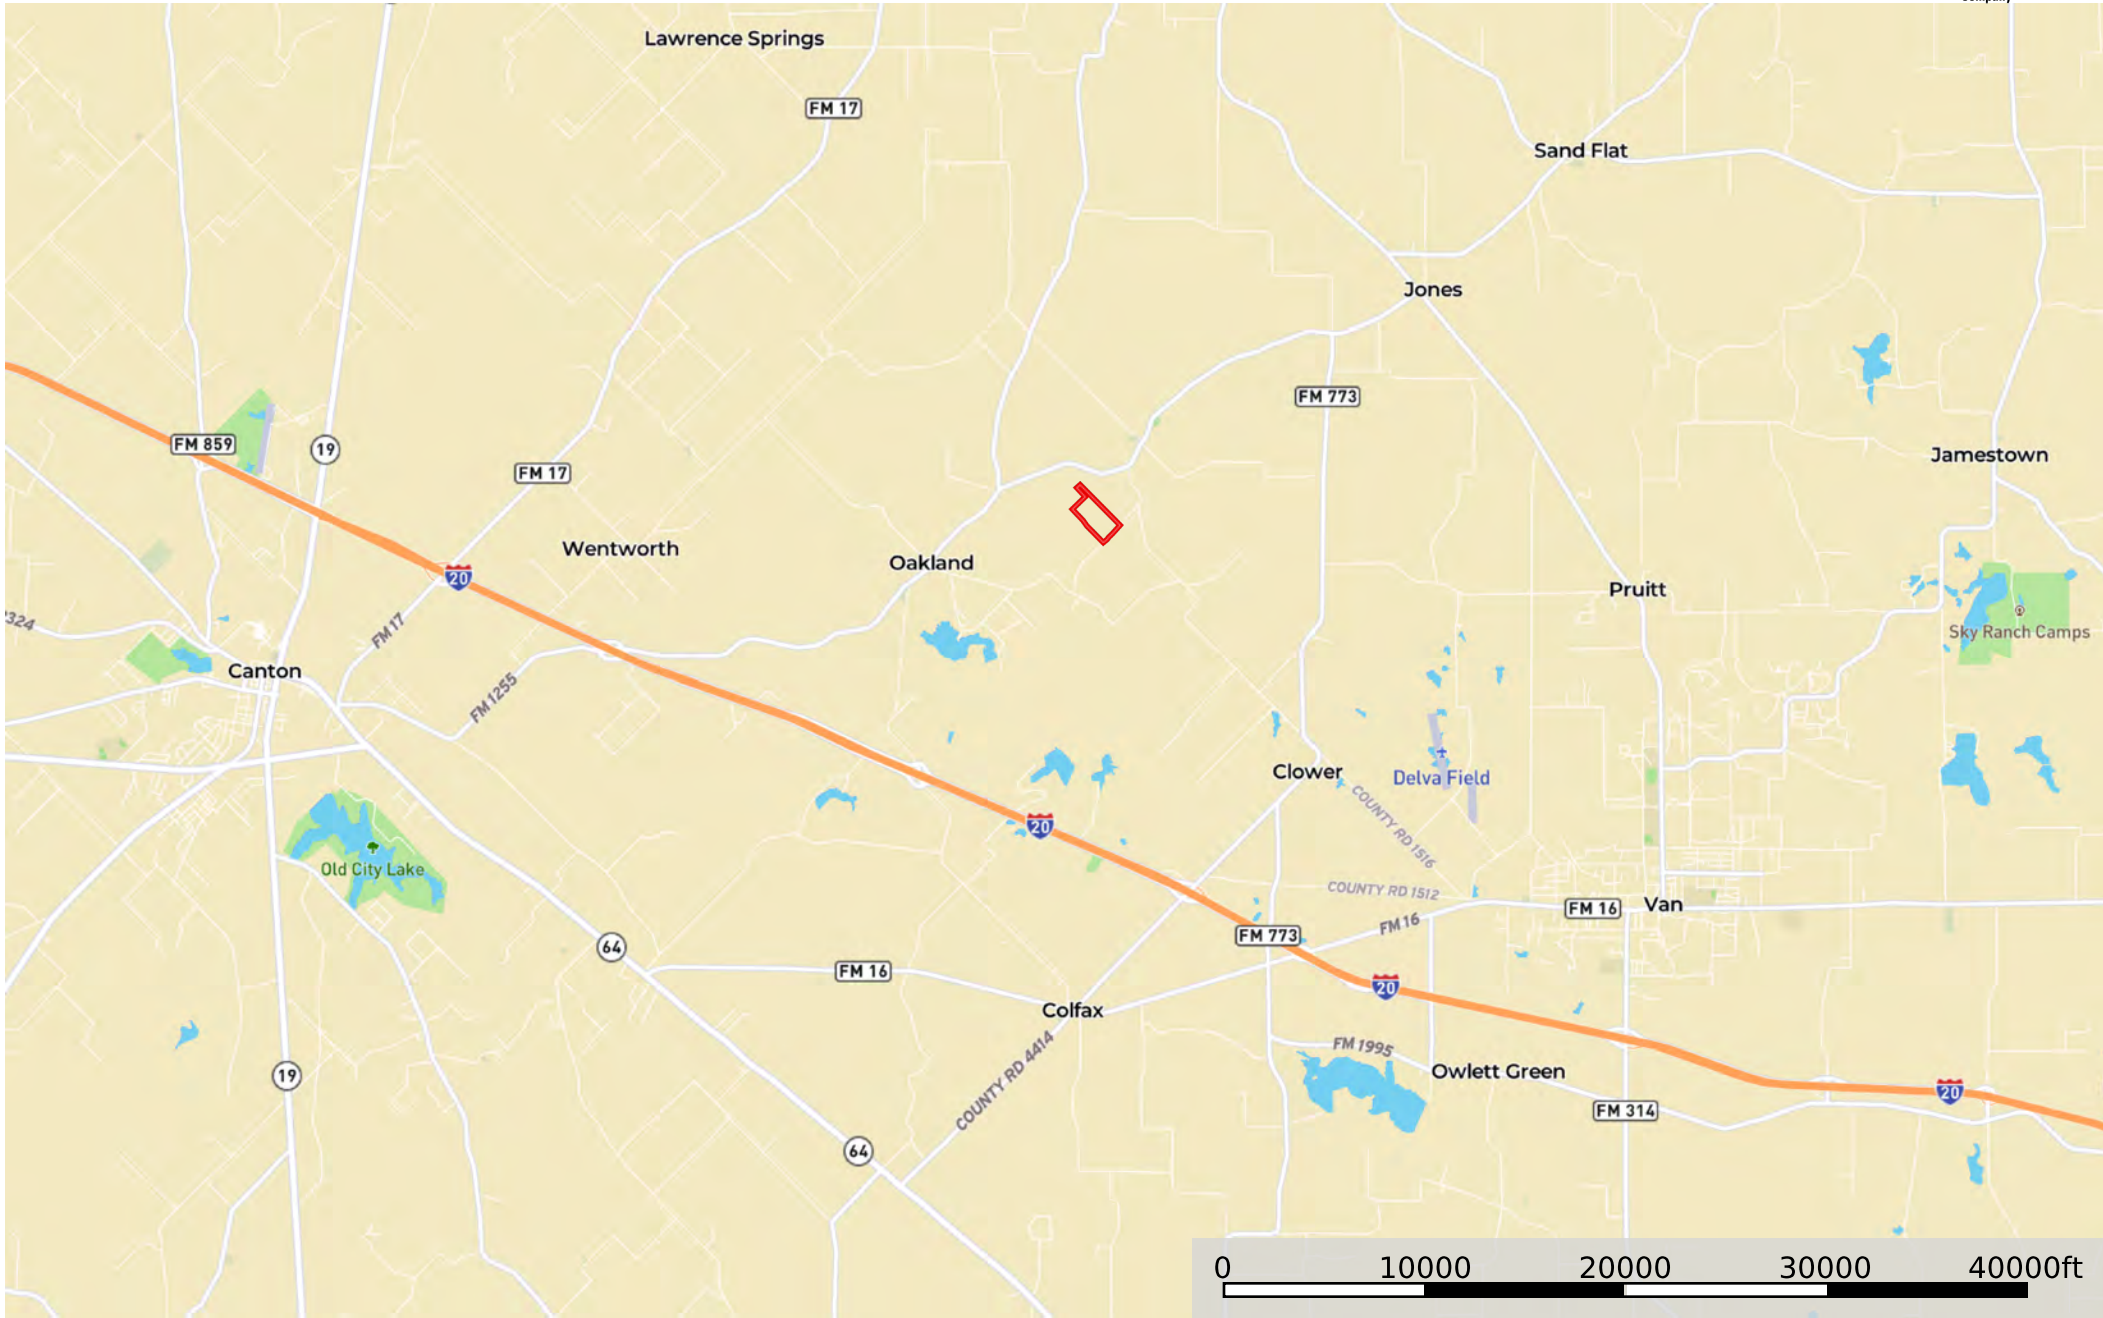 Company
Lawrence Springs
FM 17
Sand Flat
Jones
FM 773
FM 859
19
Jamestown
FM 17
Wentworth
Oakland
20
Pruitt
324
FM 17
Sky Ranch Camps
Canton
FM 1255
Clower
Delva Field
COUNTY RD 1516
20
Old City Lake
COUNTY RD 1512
FM 16
Van
FM 16
FM 773
64
FM 16
20
Colfax
FM 1995
COUNTY RD 4414
Owlett Green
19
20
FM 314
64
0 10000 20000 30000 40000ft